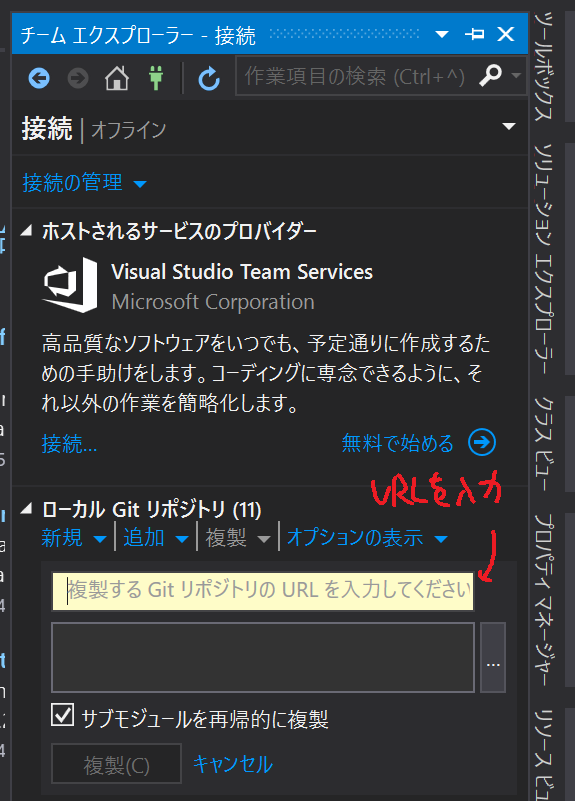 チーム エクスプローラー - 接続
作業項目の検索 (Ctrl+^)
接続 | オフライン
接続の管理
ホストされるサービスのプロバイダー
Visual Studio Team Services
Microsoft Corporation
高品質なソフトウェアをいつでも、予定通りに作成するた
めの手助けをします。コーディングに専念できるように、そ
れ以外の作業を簡略化します。
接続... 無料で始める
URLを入力
ローカル Git リポジトリ (11)
新規 | 追加 | 複製 | オプションの表示
複製する Git リポジトリの URL を入力してください
...
サブモジュールを再帰的に複製
複製(C) キャンセル
ツールボックス
ソリューション エクスプローラー
クラス ビュー
プロパティ マネージャー
リソース ビュ